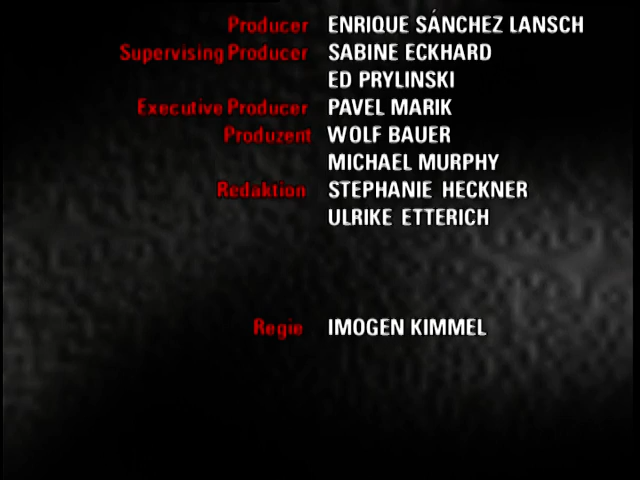 Producer ENRIQUE SÁNCHEZ LANSCH
Supervising Producer SABINE ECKHARD
ED PRYLINSKI
Executive Producer PAVEL MARIK
Produzent WOLF BAUER
MICHAEL MURPHY
Redaktion STEPHANIE HECKNER
ULRIKE ETTERICH
Regie IMOGEN KIMMEL